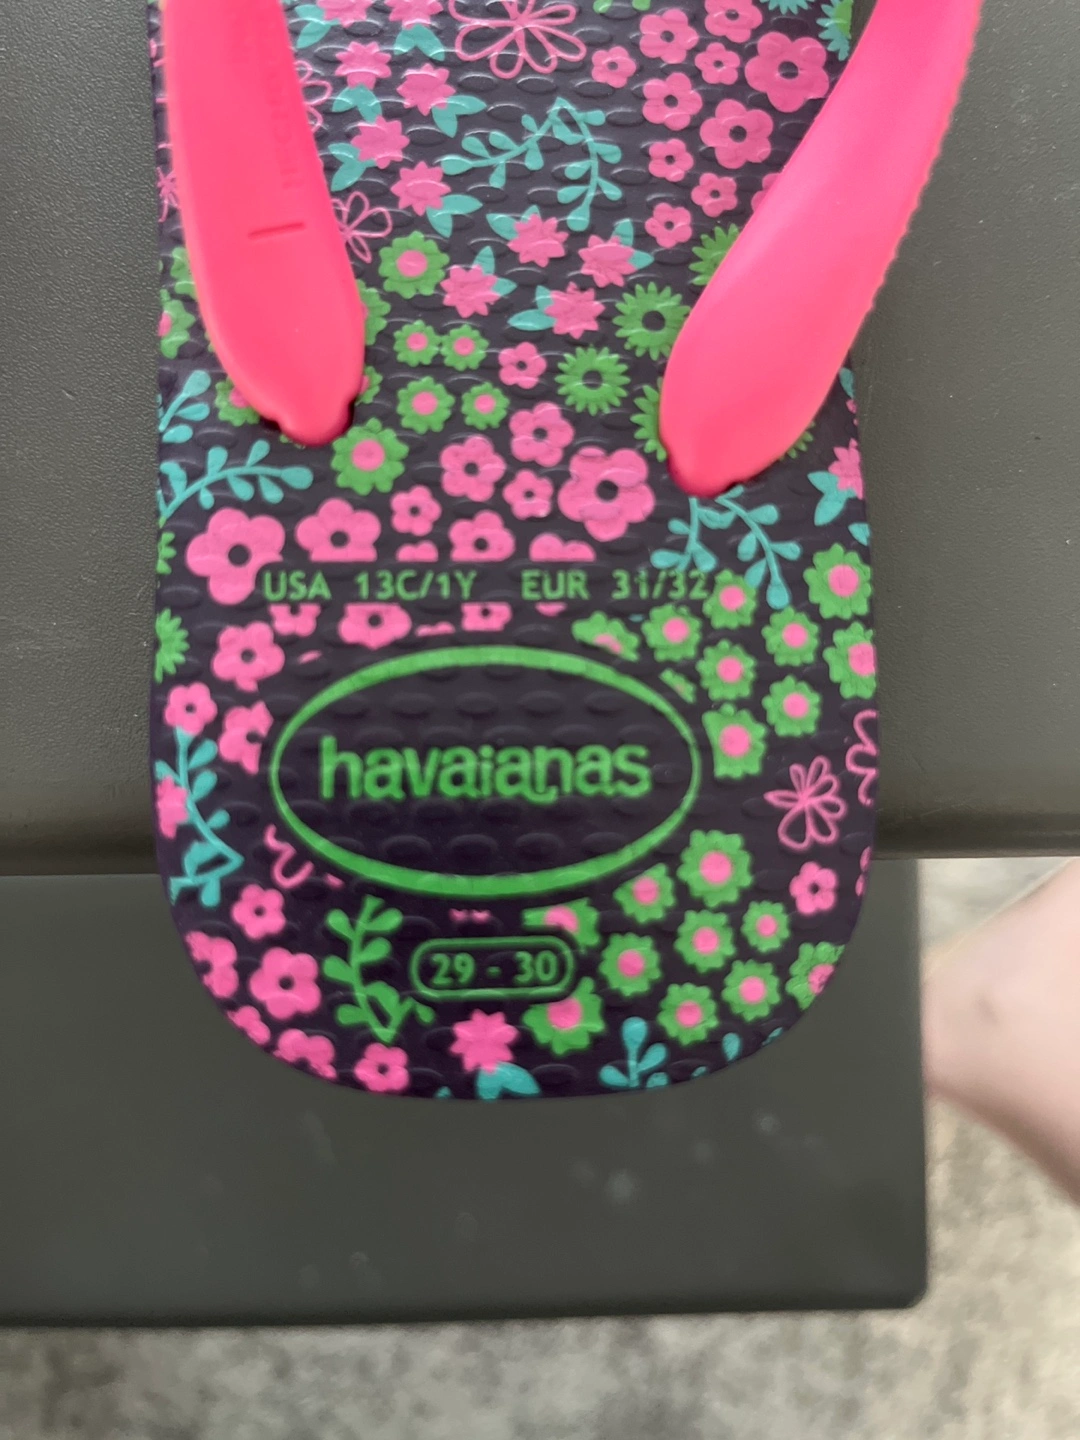 USA 13C/1Y EUR 31/32
havaianas
29 - 30